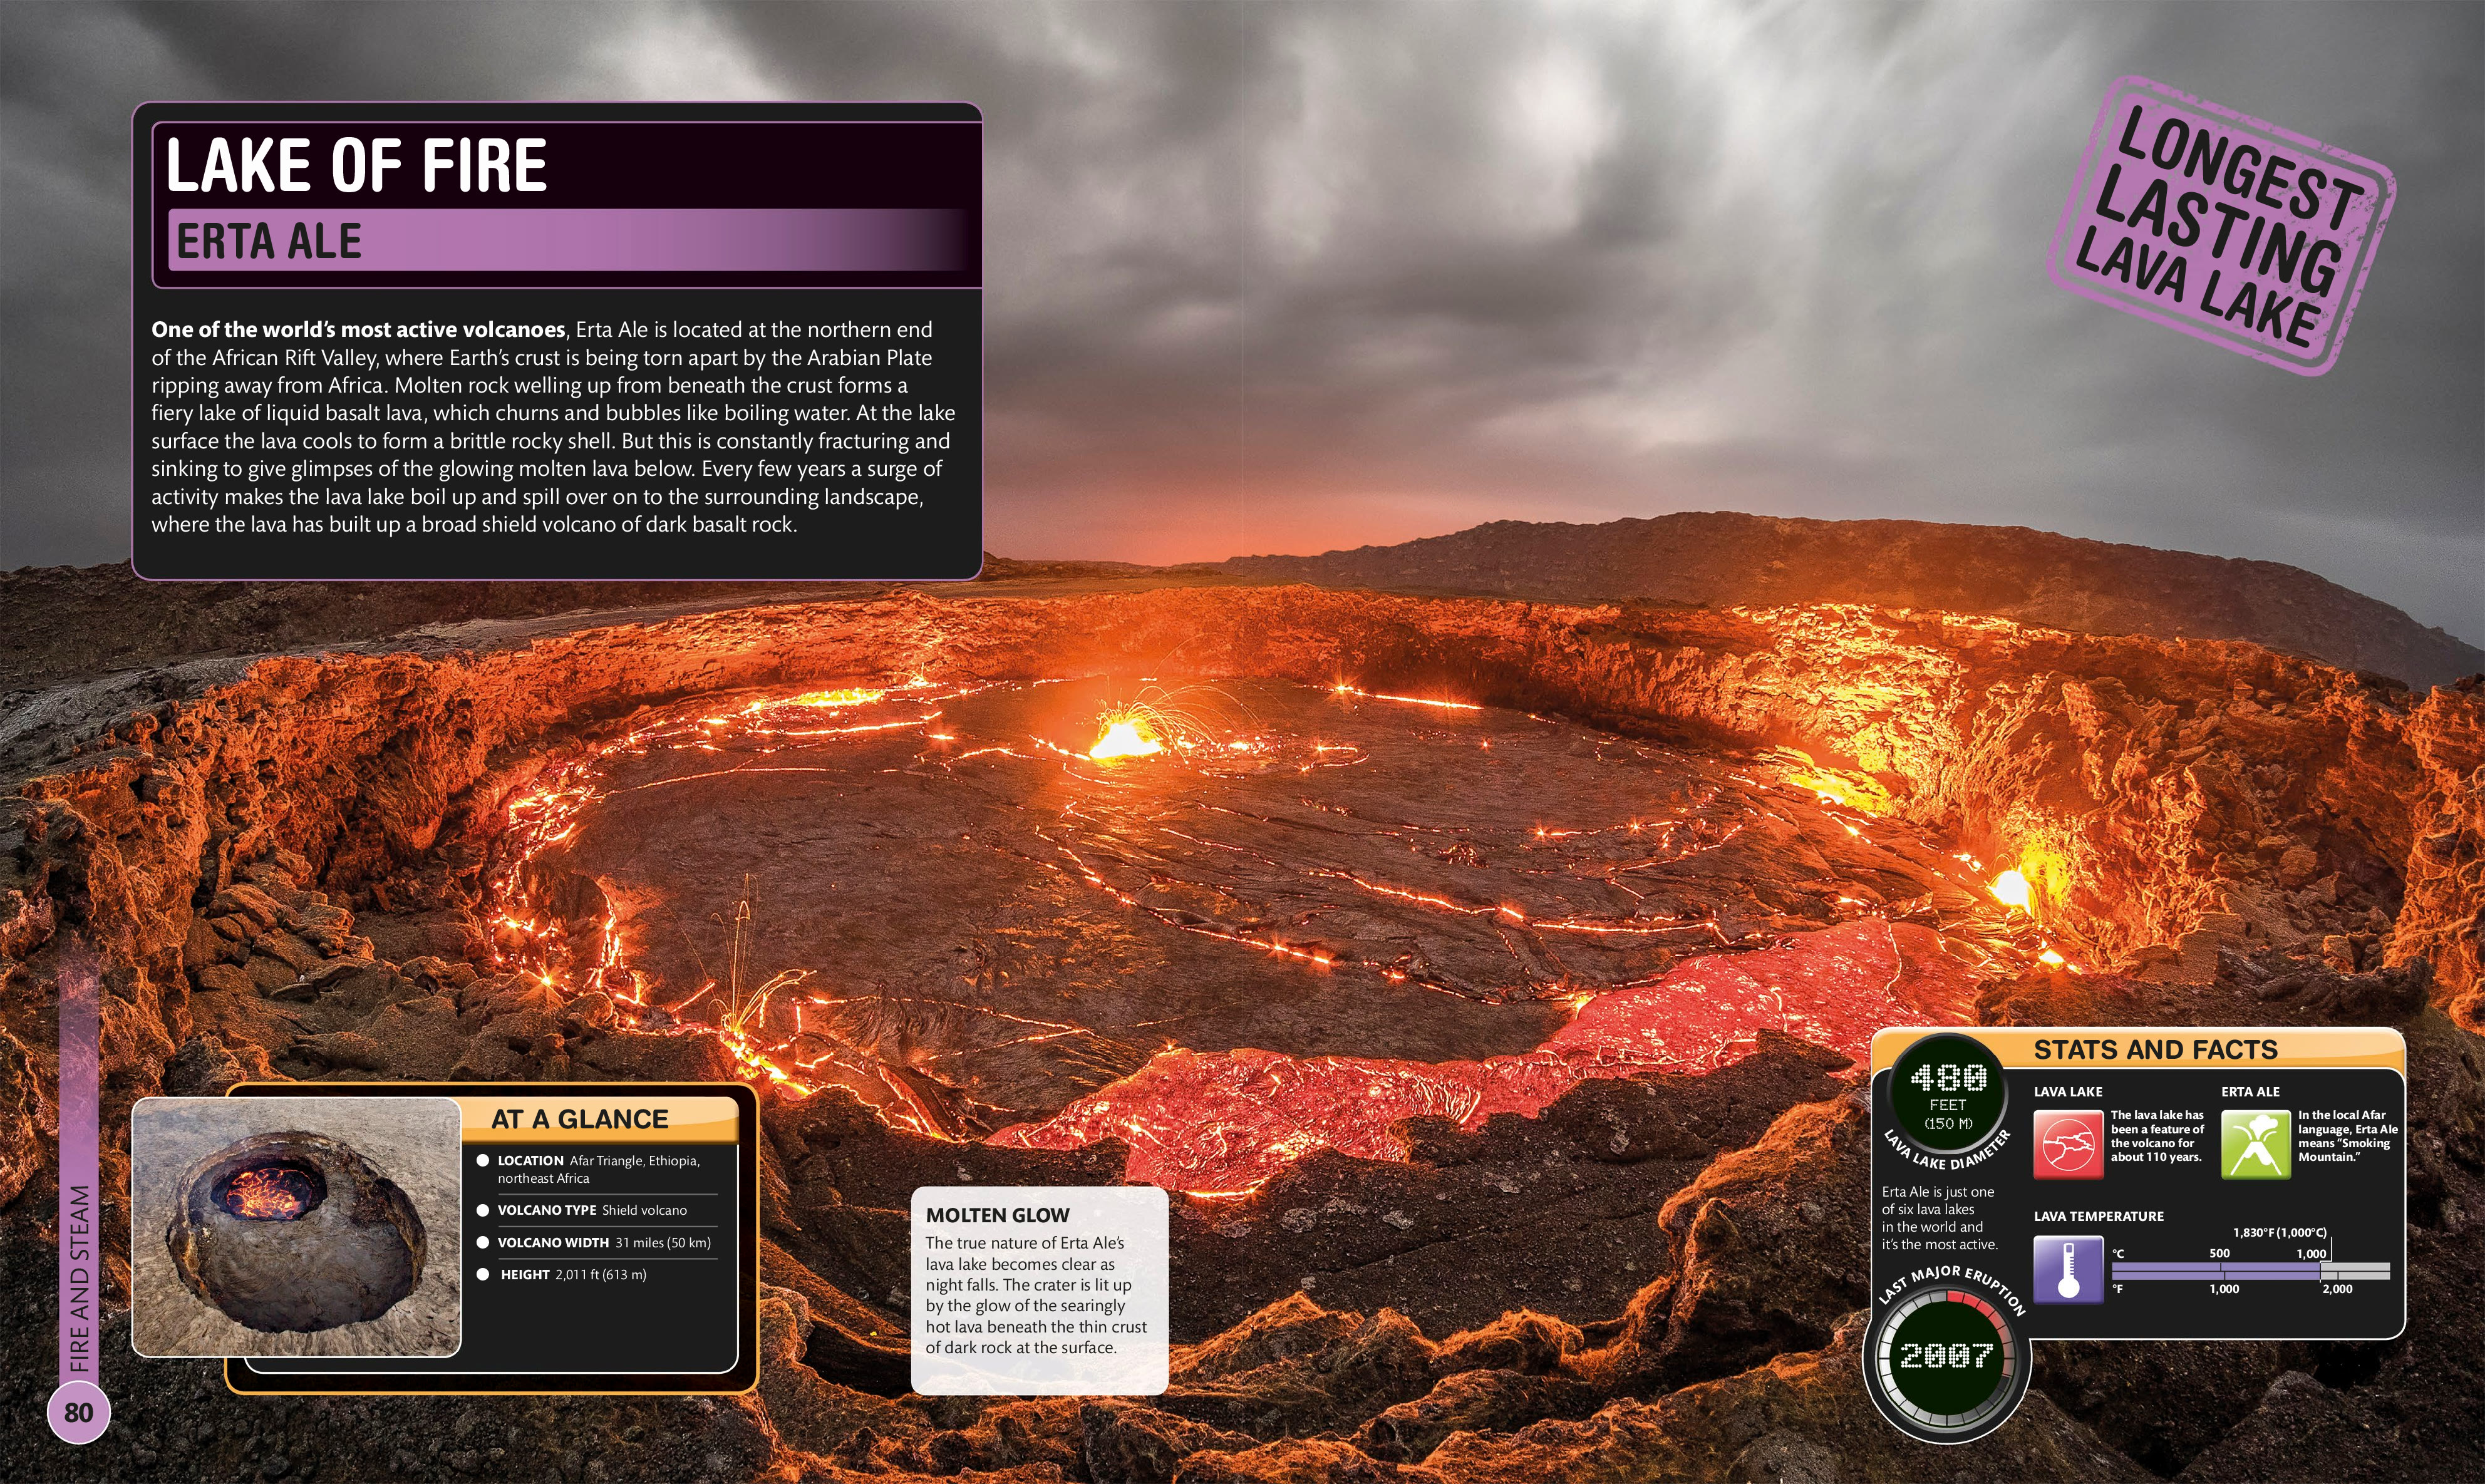 LAKE OF FIRE
ERTA ALE
One of the world’s most active volcanoes, Erta Ale is located at the northern end
of the African Rift Valley, where Earth’s crust is being torn apart by the Arabian Plate
ripping away from Africa. Molten rock welling up from beneath the crust forms a
fiery lake of liquid basalt lava, which churns and bubbles like boiling water. At the lake
surface the lava cools to form a brittle rocky shell. But this is constantly fracturing and
sinking to give glimpses of the glowing molten lava below. Every few years a surge of
activity makes the lava lake boil up and spill over on to the surrounding landscape,
where the lava has built up a broad shield volcano of dark basalt rock.
LONGEST
LASTING
LAVA LAKE
FIRE AND STEAM
80
AT A GLANCE
LOCATION Afar Triangle, Ethiopia,
northeast Africa
VOLCANO TYPE Shield volcano
VOLCANO WIDTH 31 miles (50 km)
HEIGHT 2,011 ft (613 m)
MOLTEN GLOW
The true nature of Erta Ale’s
lava lake becomes clear as
night falls. The crater is lit up
by the glow of the searingly
hot lava beneath the thin crust
of dark rock at the surface.
STATS AND FACTS
480
FEET
(150 M)
LAVA LAKE DIAMETER
Erta Ale is just one
of six lava lakes
in the world and
it’s the most active.
LAST MAJOR ERUPTION
2007
LAVA LAKE
The lava lake has
been a feature of
the volcano for
about 110 years.
ERTA ALE
In the local Afar
language, Erta Ale
means “Smoking
Mountain.”
LAVA TEMPERATURE
1,830°F (1,000°C)
°C 500 1,000
°F 1,000 2,000